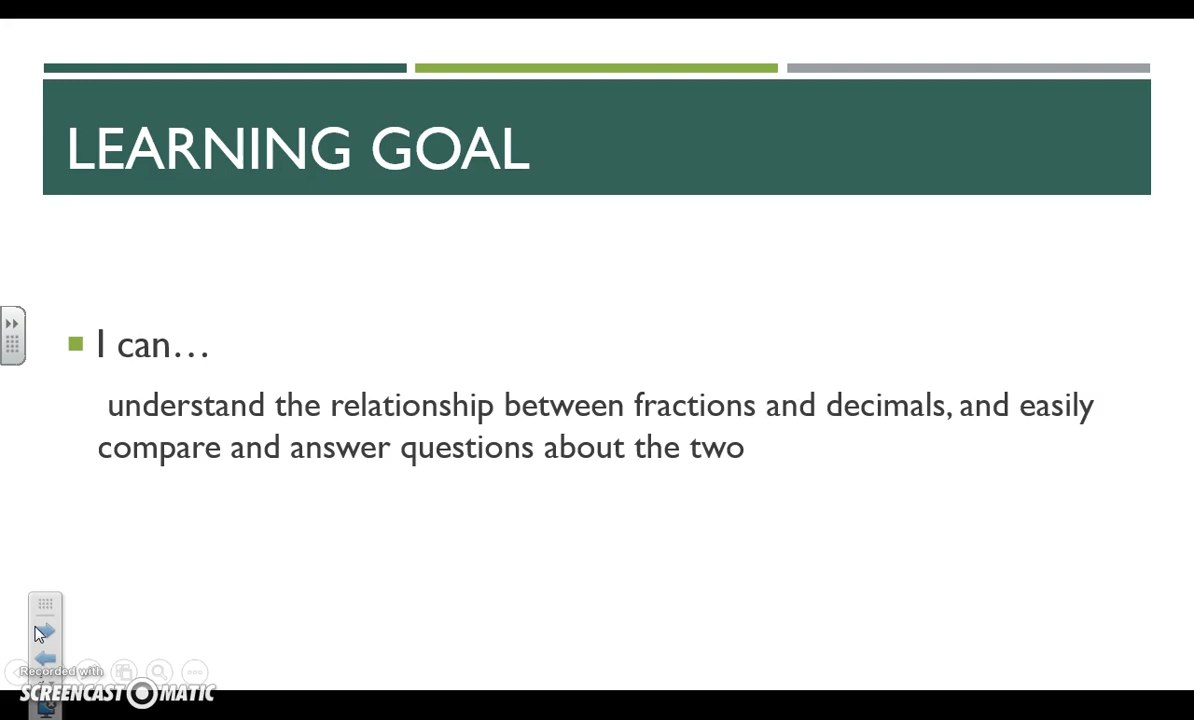 LEARNING GOAL
I can…
understand the relationship between fractions and decimals, and easily
compare and answer questions about the two
Recorded with
SCREENCAST MATIC